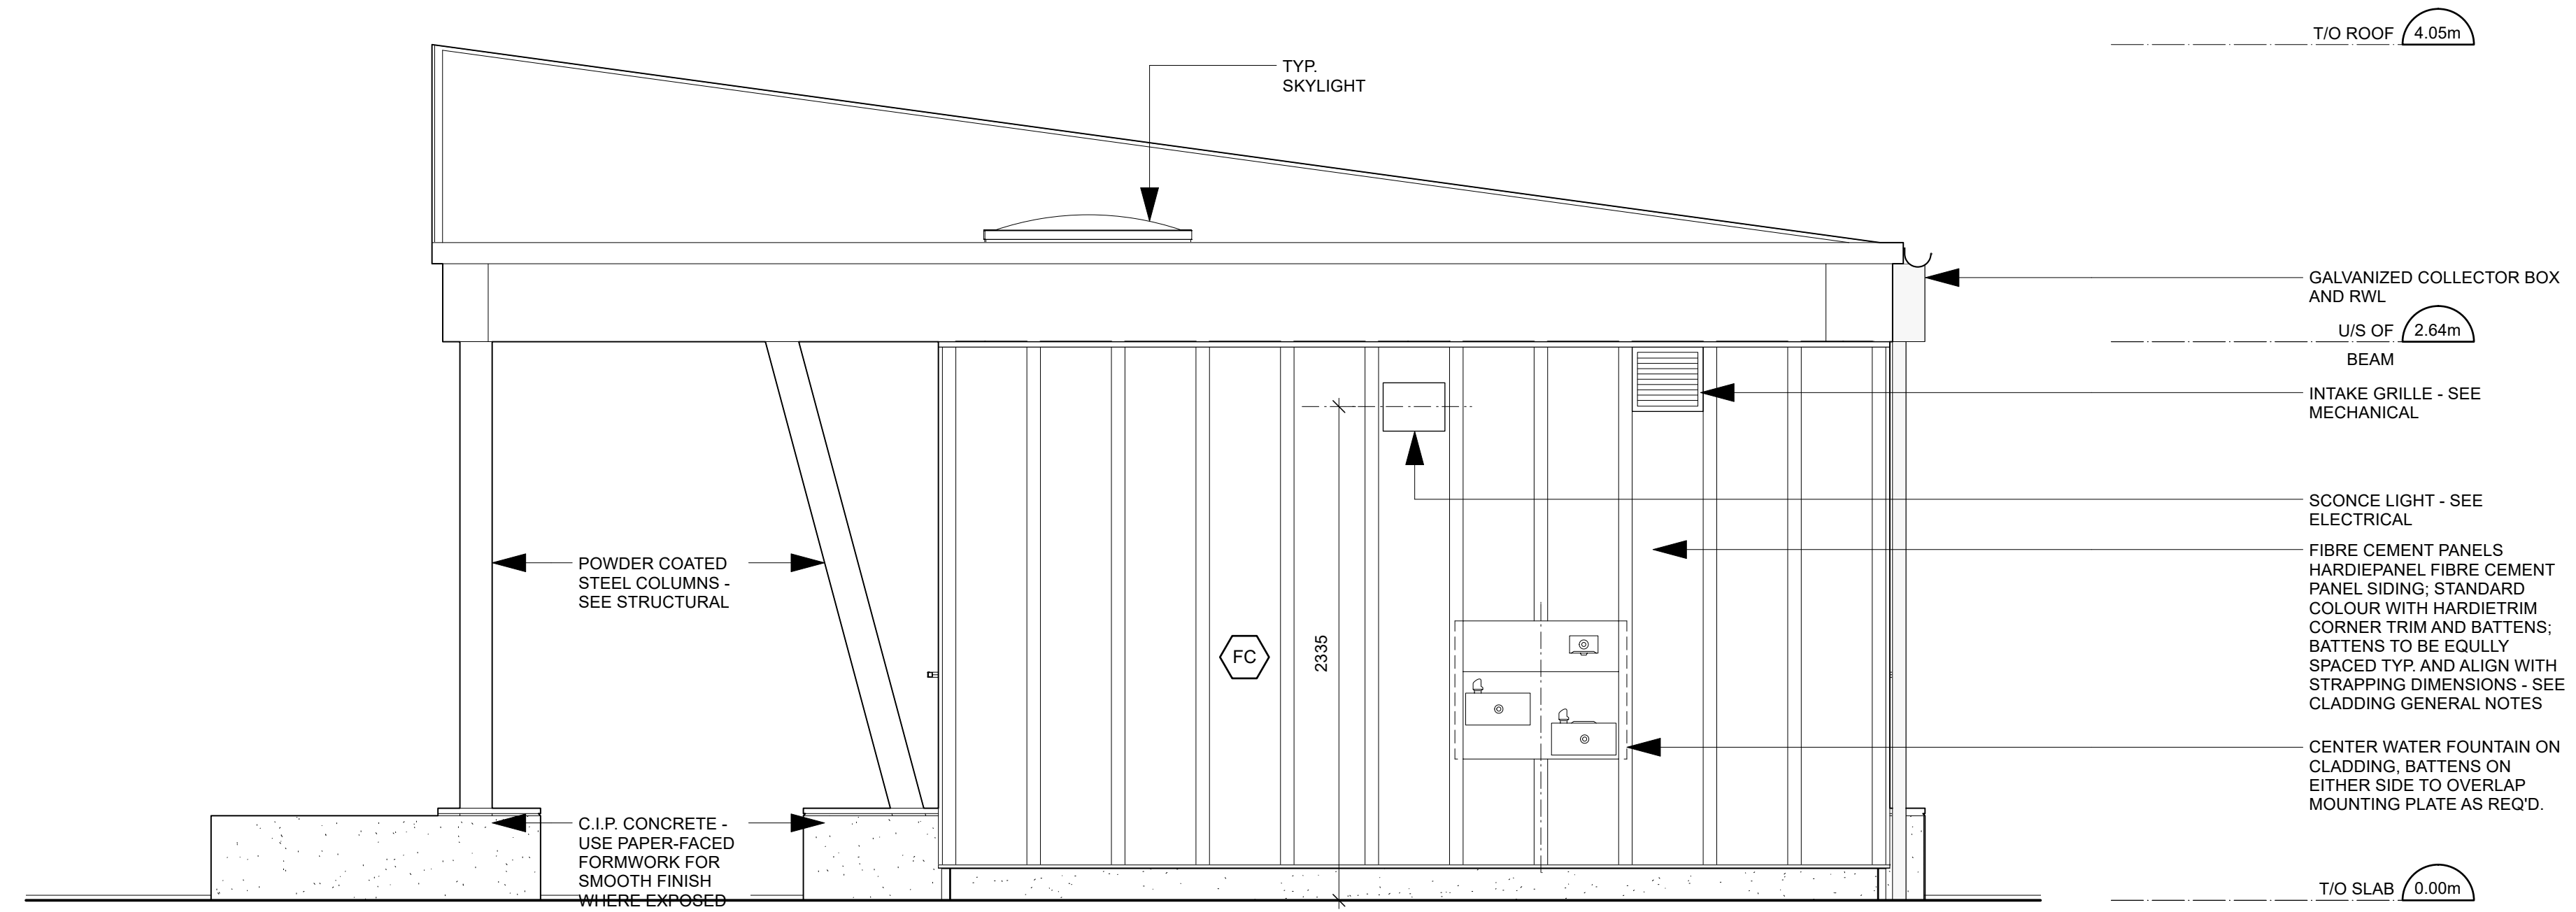 T/O ROOF 4.05m
TYP.
SKYLIGHT
GALVANIZED COLLECTOR BOX
AND RWL
U/S OF 2.64m
BEAM
INTAKE GRILLE - SEE
MECHANICAL
SCONCE LIGHT - SEE
ELECTRICAL
FIBRE CEMENT PANELS
HARDIEPANEL FIBRE CEMENT
PANEL SIDING; STANDARD
COLOUR WITH HARDIETRIM
CORNER TRIM AND BATTENS;
BATTENS TO BE EQULLY
SPACED TYP. AND ALIGN WITH
STRAPPING DIMENSIONS - SEE
CLADDING GENERAL NOTES
POWDER COATED
STEEL COLUMNS -
SEE STRUCTURAL
FC
2335
CENTER WATER FOUNTAIN ON
CLADDING, BATTENS ON
EITHER SIDE TO OVERLAP
MOUNTING PLATE AS REQ'D.
C.I.P. CONCRETE -
USE PAPER-FACED
FORMWORK FOR
SMOOTH FINISH
WHERE EXPOSED
T/O SLAB 0.00m